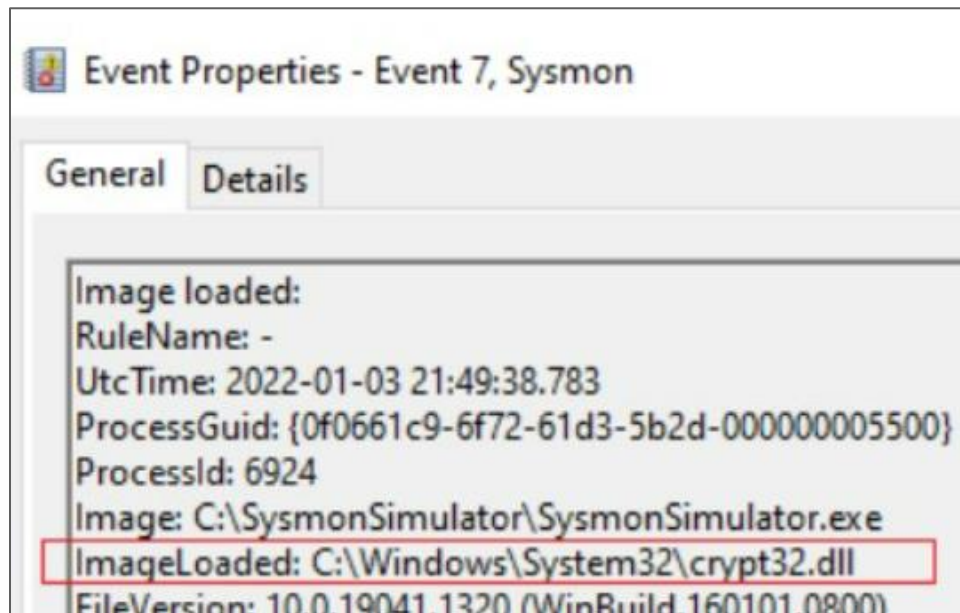 Event Properties - Event 7, Sysmon
General Details
Image loaded:
RuleName: -
UtcTime: 2022-01-03 21:49:38.783
ProcessGuid: {0f0661c9-6f72-61d3-5b2d-000000005500}
ProcessId: 6924
Image: C:\SysmonSimulator\SysmonSimulator.exe
ImageLoaded: C:\Windows\System32\crypt32.dll
FileVersion: 10.0.19041.1320 (WinBuild.160101.0800)